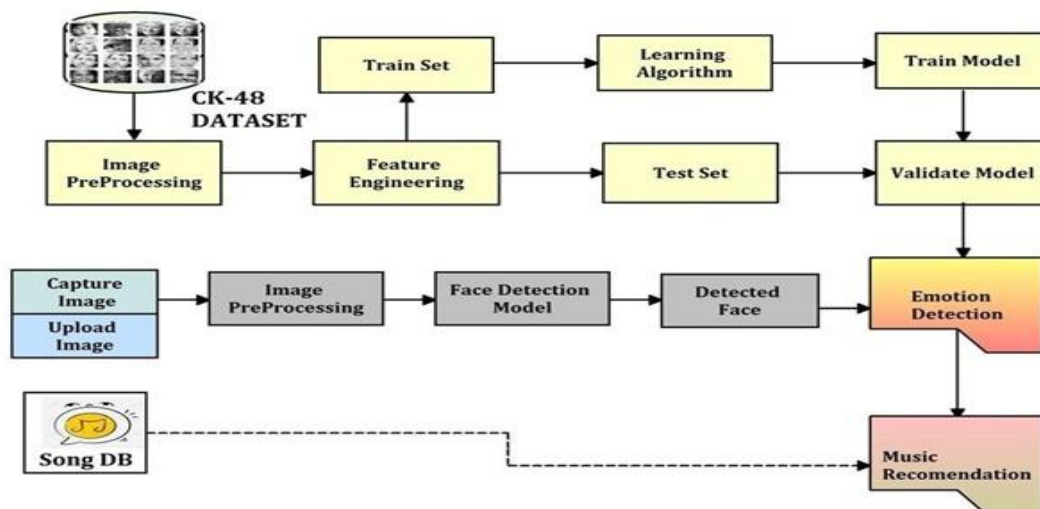 CK-48
DATASET
Train Set
Learning
Algorithm
Train Model
Image
PreProcessing
Feature
Engineering
Test Set
Validate Model
Capture
Image
Upload
Image
Image
PreProcessing
Face Detection
Model
Detected
Face
Emotion
Detection
Song DB
Music
Recomendation